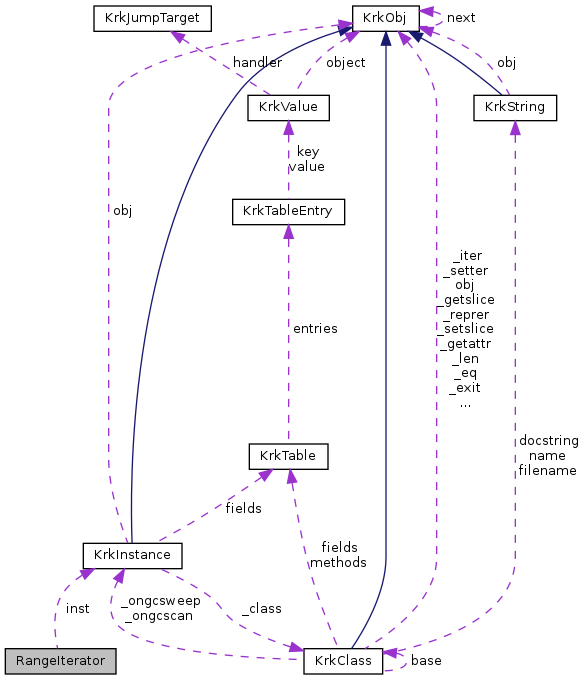 KrkJumpTarget
KrkObj
next
handler
object
obj
KrkValue
KrkString
key
value
obj
KrkTableEntry
_iter
_setter
obj
_getslice
_reprer
_setslice
_getattr
_len
_eq
_exit
...
entries
docstring
name
filename
KrkTable
fields
fields
methods
KrkInstance
inst
_ongcsweep
_ongcscan
_class
RangeIterator
KrkClass
base